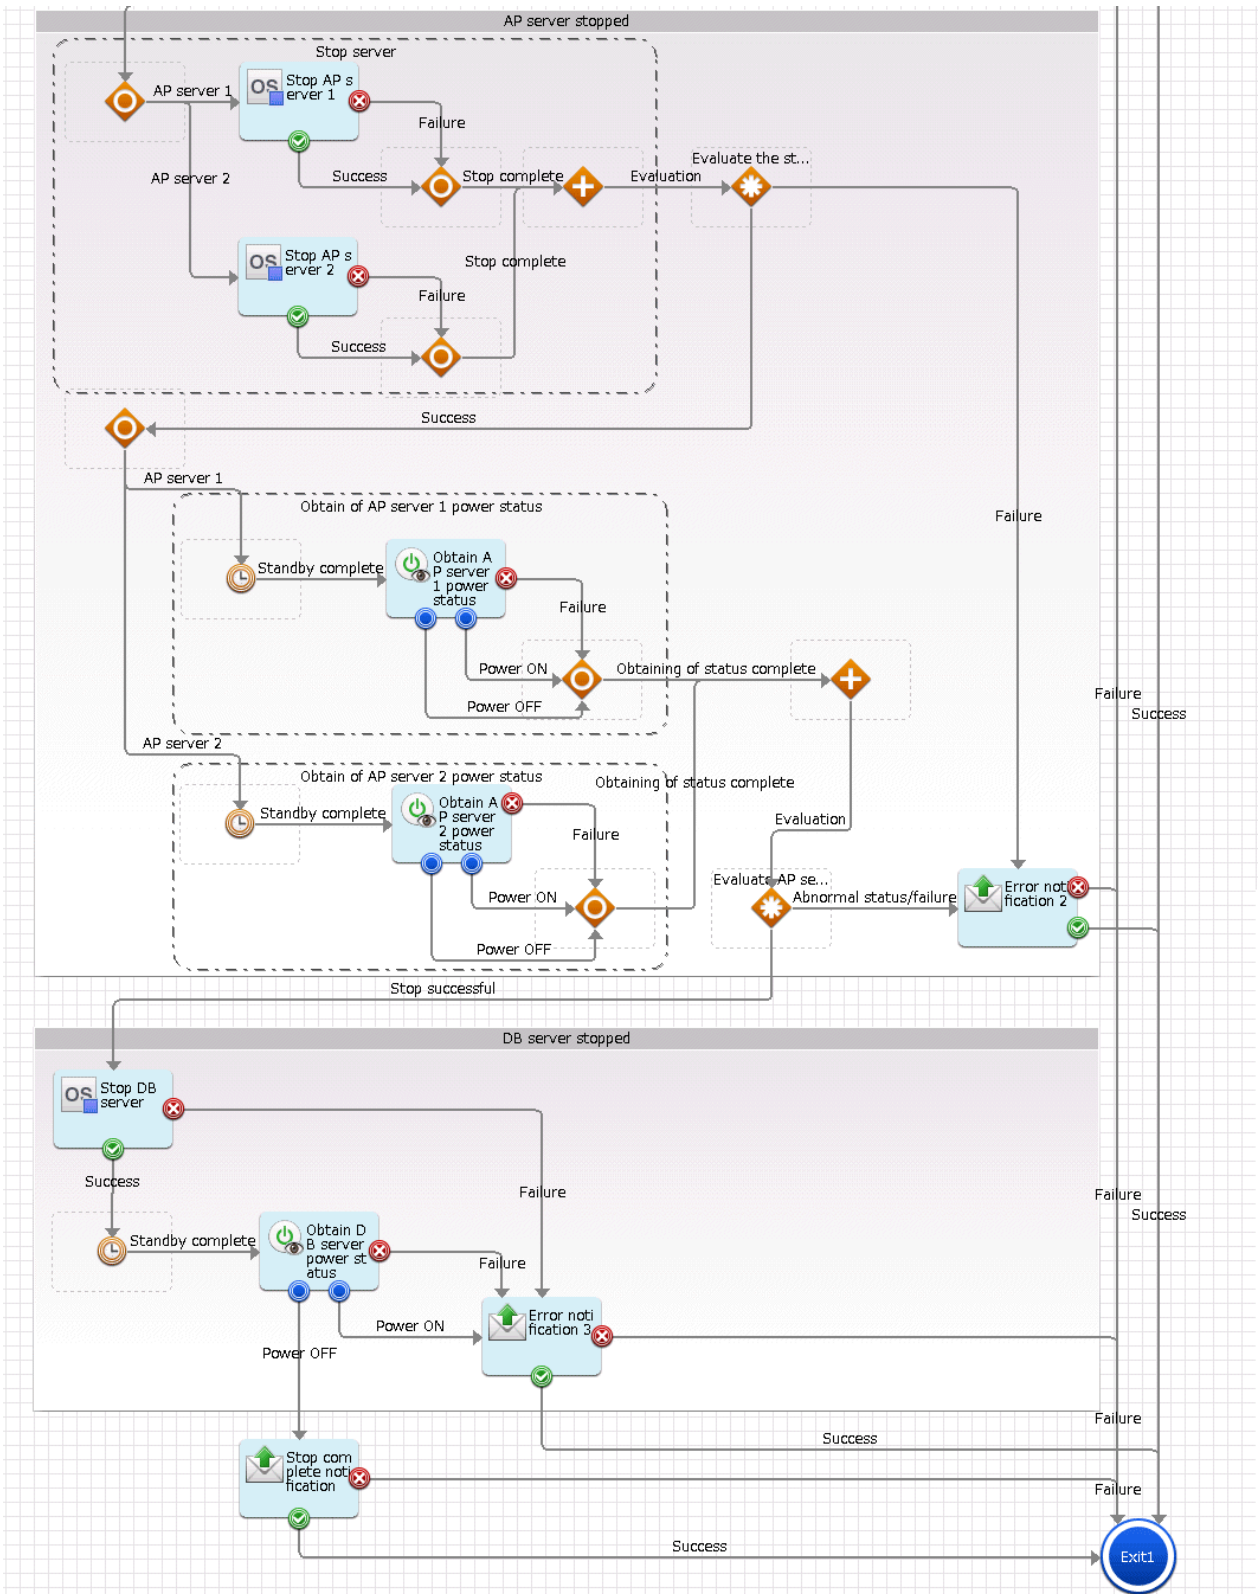 AP server stopped
Stop server
AP server 1
OS
Stop AP s
erver 1
Failure
AP server 2
Success
Stop complete
Evaluation
Evaluate the st...
OS
Stop AP s
erver 2
Stop complete
Failure
Success
Success
AP server 1
Obtain of AP server 1 power status
Failure
Standby complete
Obtain A
P server
1 power
status
Failure
Power ON
Obtaining of status complete
Power OFF
Failure
Success
AP server 2
Obtain of AP server 2 power status
Obtaining of status complete
Standby complete
Obtain A
P server
2 power
status
Failure
Evaluation
Power ON
Evaluate AP se...
Abnormal status/failure
Error not
ification 2
Power OFF
Stop successful
DB server stopped
OS
Stop DB
server
Success
Failure
Failure
Success
Standby complete
Obtain D
B server
power st
atus
Failure
Power ON
Error noti
fication 3
Power OFF
Failure
Success
Stop com
plete noti
fication
Failure
Success
Exit1